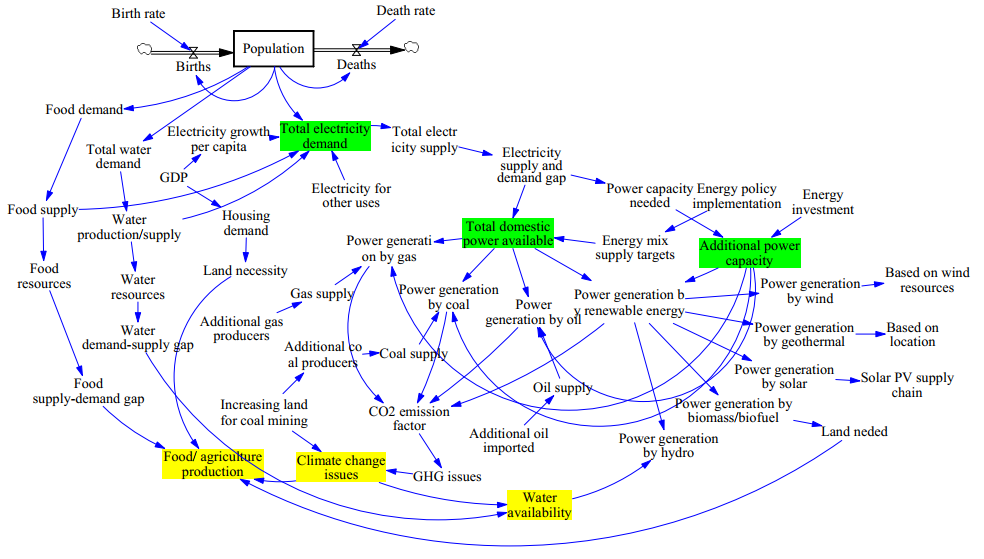 Birth rate
Death rate
Population
Births
Deaths
Food demand
Electricity growth
per capita
Total electricity
demand
Total electr
icity supply
Total water
demand
GDP
Electricity
supply and
demand gap
Electricity for
other uses
Power capacity
needed
Energy policy
implementation
Energy
investment
Food supply
Water
production/supply
Housing
demand
Total domestic
power available
Energy mix
supply targets
Additional power
capacity
Power generati
on by gas
Food
resources
Water
resources
Land necessity
Gas supply
Power generation
by coal
Power
generation by oil
Power generation b
y renewable energy
Power generation
by wind
Based on wind
resources
Additional gas
producers
Water
demand-supply gap
Additional co
al producers
Coal supply
Power generation
by geothermal
Based on
location
Food
supply-demand gap
Oil supply
Power generation
by solar
Solar PV supply
chain
Increasing land
for coal mining
CO2 emission
factor
Power generation by
biomass/biofuel
Additional oil
imported
Power generation
by hydro
Land neded
Food/ agriculture
production
Climate change
issues
GHG issues
Water
availability